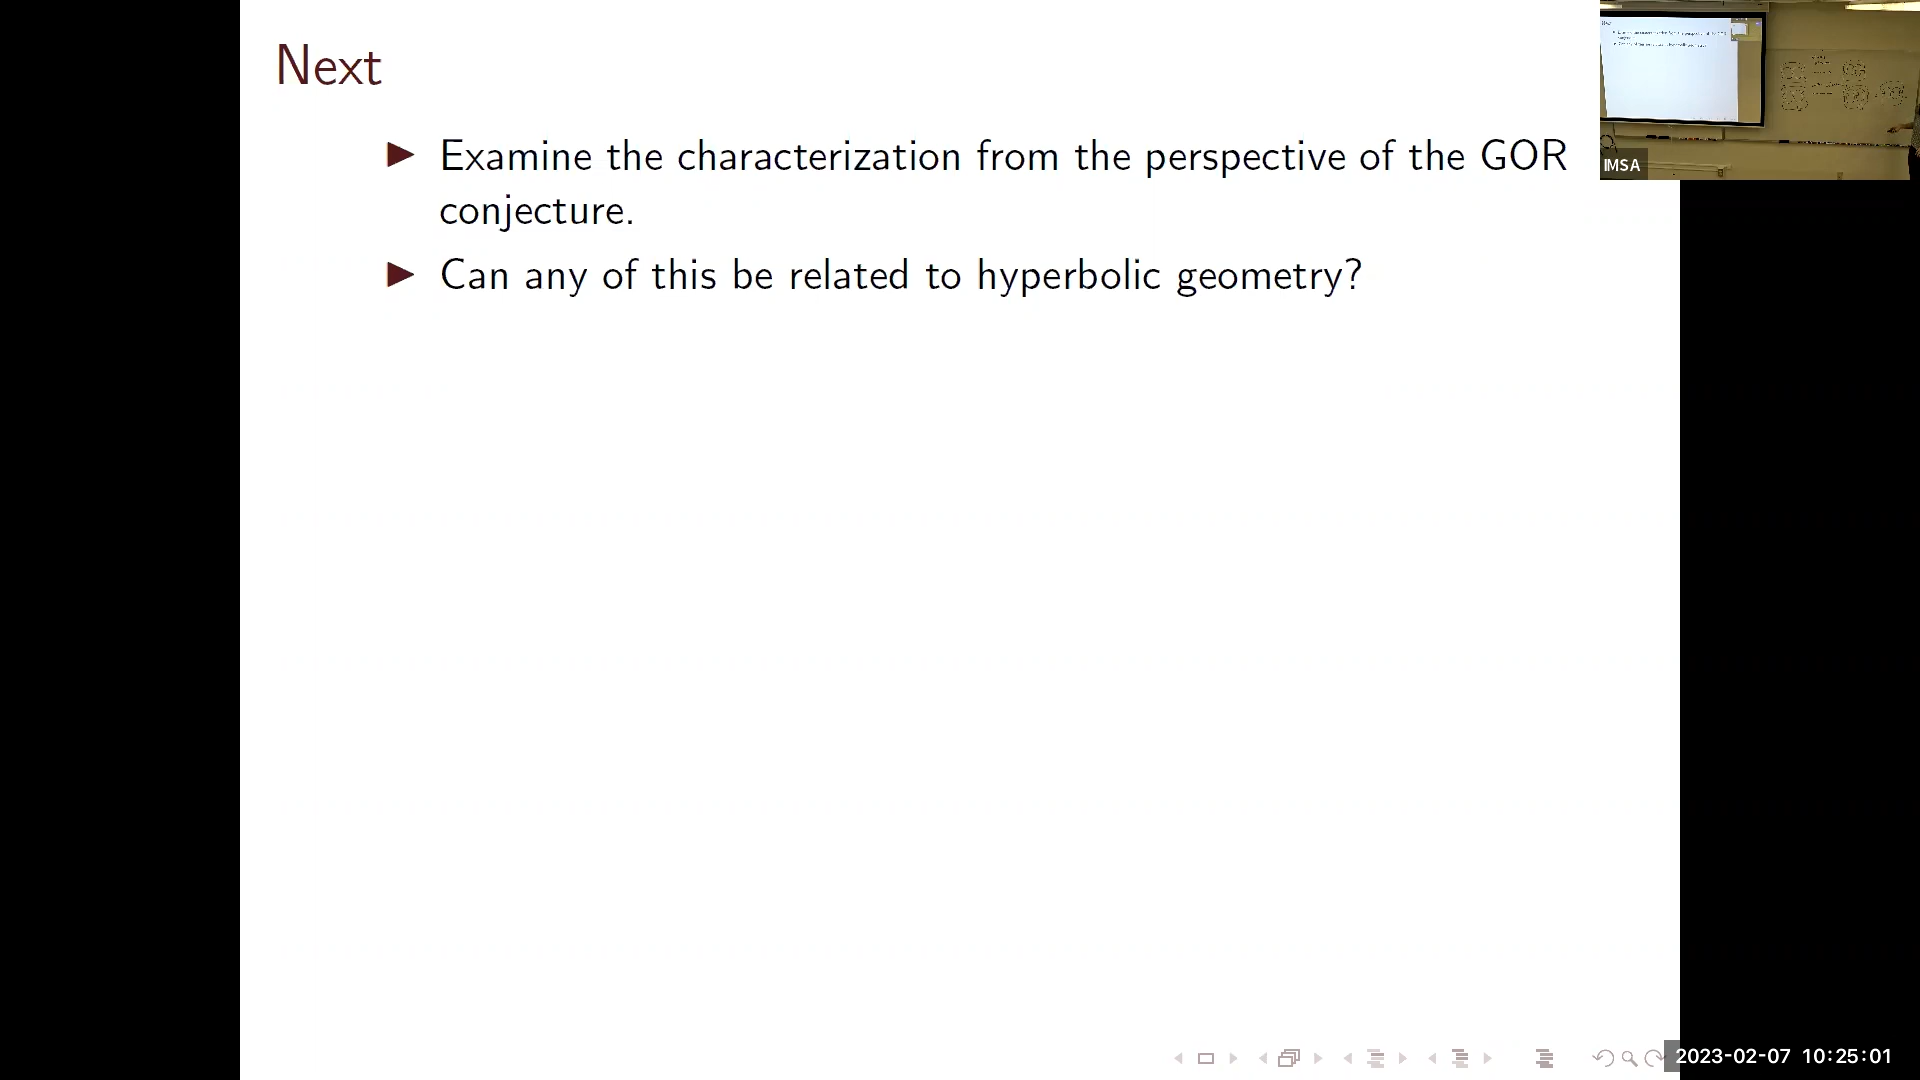 Next
▶ Examine the characterization from the perspective of the GOR
conjecture.
▶ Can any of this be related to hyperbolic geometry?
IMSA
2023-02-07 10:25:01